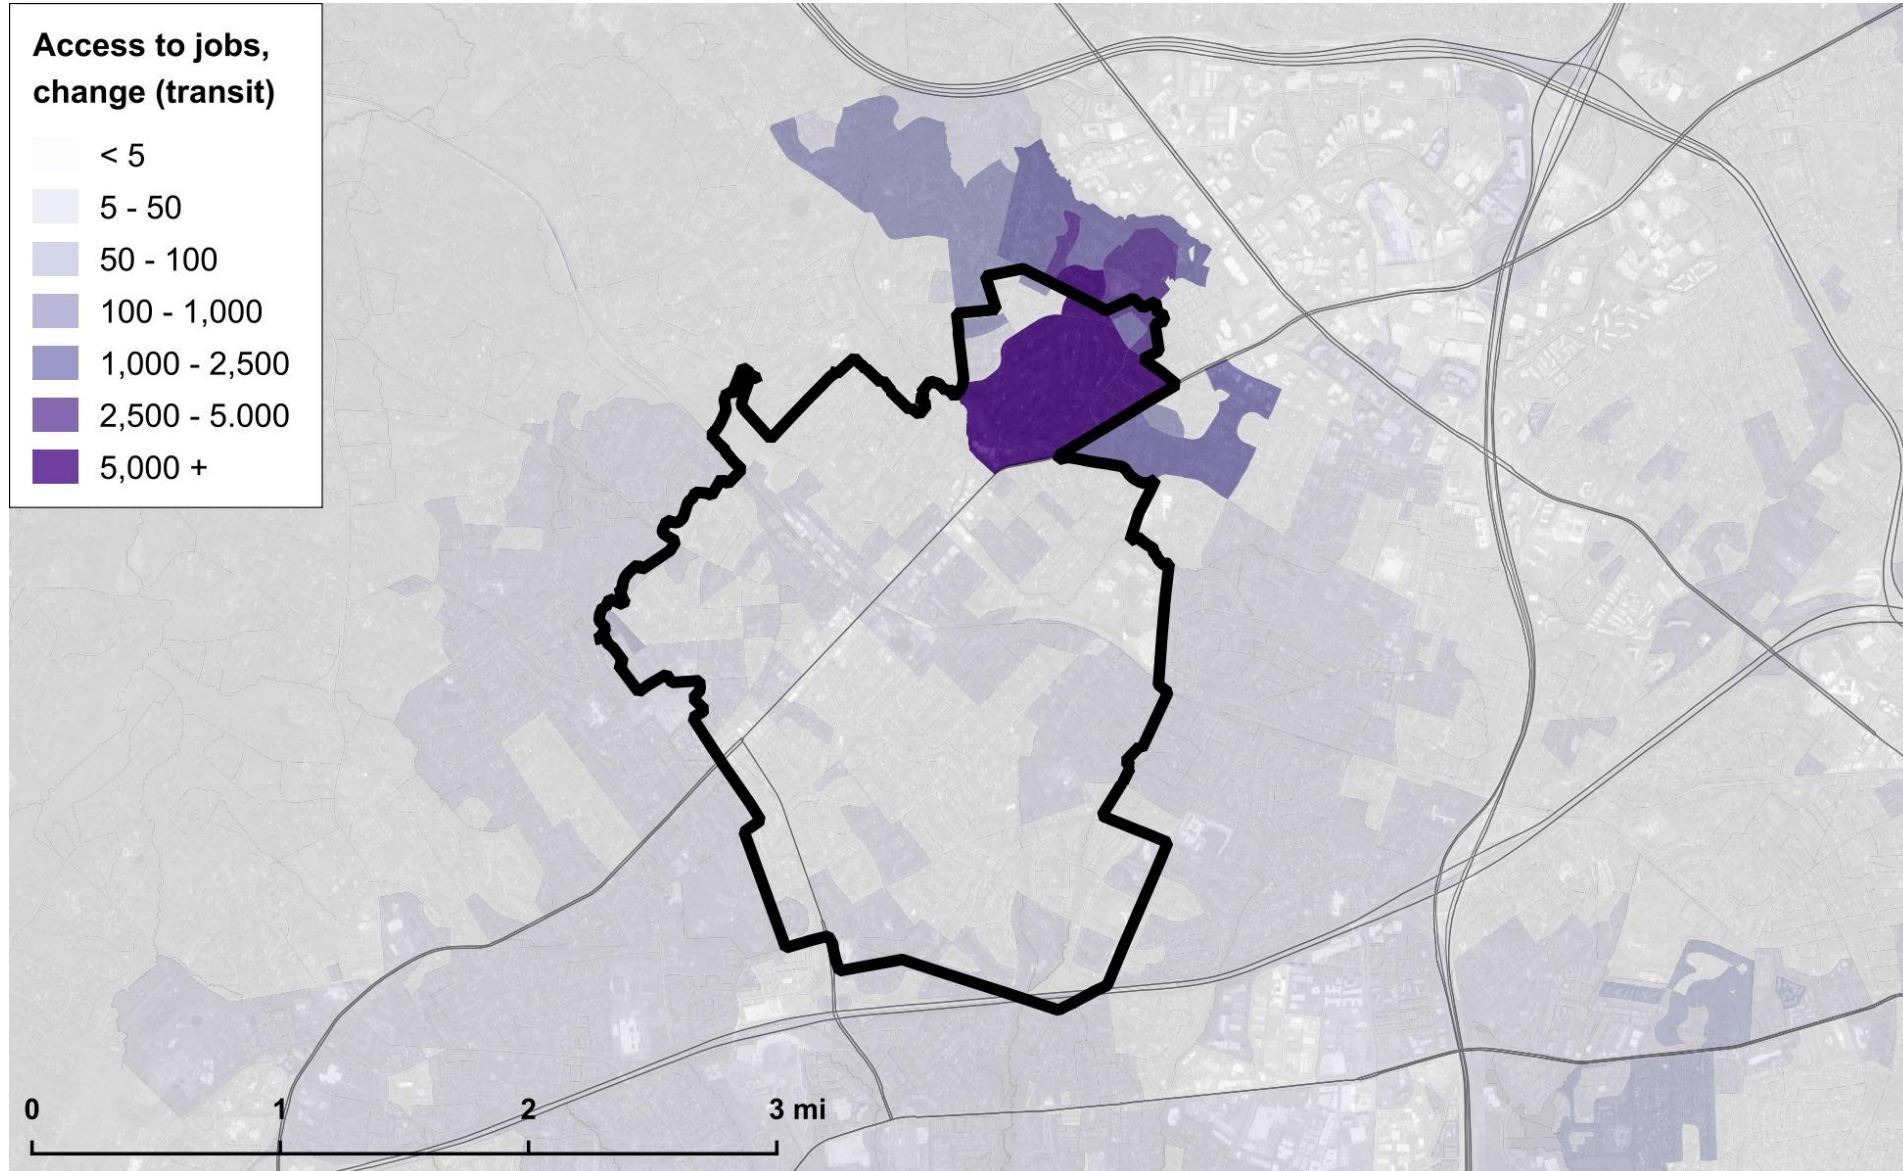 Access to jobs,
change (transit)
< 5
5 - 50
50 - 100
100 - 1,000
1,000 - 2,500
2,500 - 5.000
5,000 +
0 1 2 3 mi